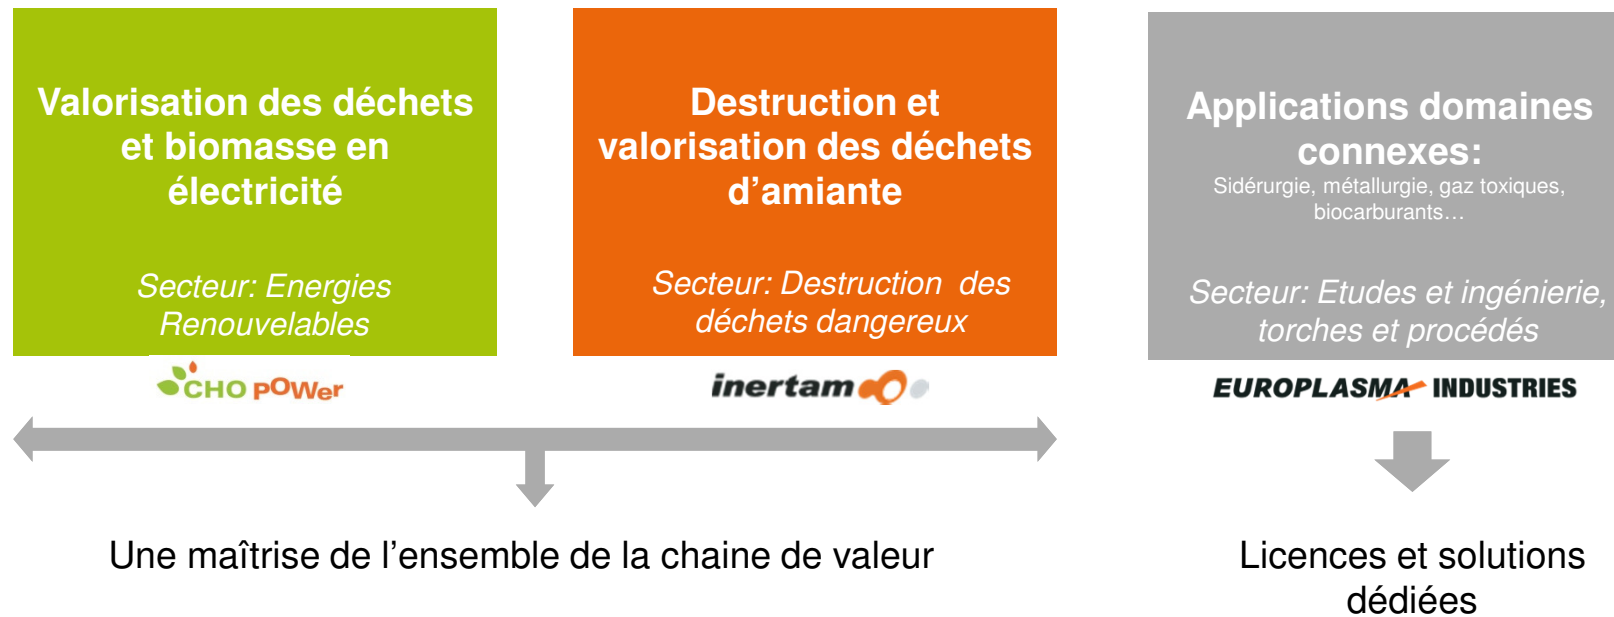 Valorisation des déchets
et biomasse en
électricité
Secteur: Energies
Renouvelables
CHO POWer
Destruction et
valorisation des déchets
d’amiante
Secteur: Destruction  des
déchets dangereux
inertam
Applications domaines
connexes:
Sidérurgie, métallurgie, gaz toxiques,
biocarburants…
Secteur: Etudes et ingénierie,
torches et procédés
EUROPLASMA INDUSTRIES
Une maîtrise de l’ensemble de la chaine de valeur
Licences et solutions
dédiées